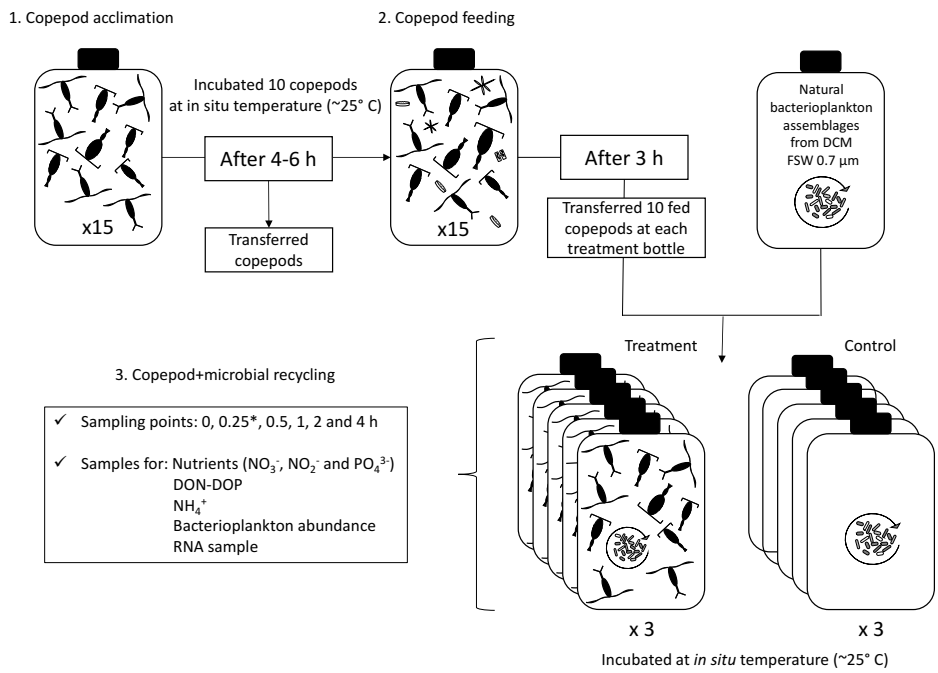 1. Copepod acclimation
2. Copepod feeding
Incubated 10 copepods
at in situ temperature (~25° C)
After 4-6 h
Transferred
copepods
x15
x15
After 3 h
Transferred 10 fed
copepods at each
treatment bottle
Natural
bacterioplankton
assemblages
from DCM
FSW 0.7 µm
Treatment
Control
3. Copepod+microbial recycling
✓ Sampling points: 0, 0.25*, 0.5, 1, 2 and 4 h
✓ Samples for: Nutrients (NO₃⁻, NO₂⁻ and PO₄³⁻)
DON-DOP
NH₄⁺
Bacterioplankton abundance
RNA sample
x 3
x 3
Incubated at in situ temperature (~25° C)